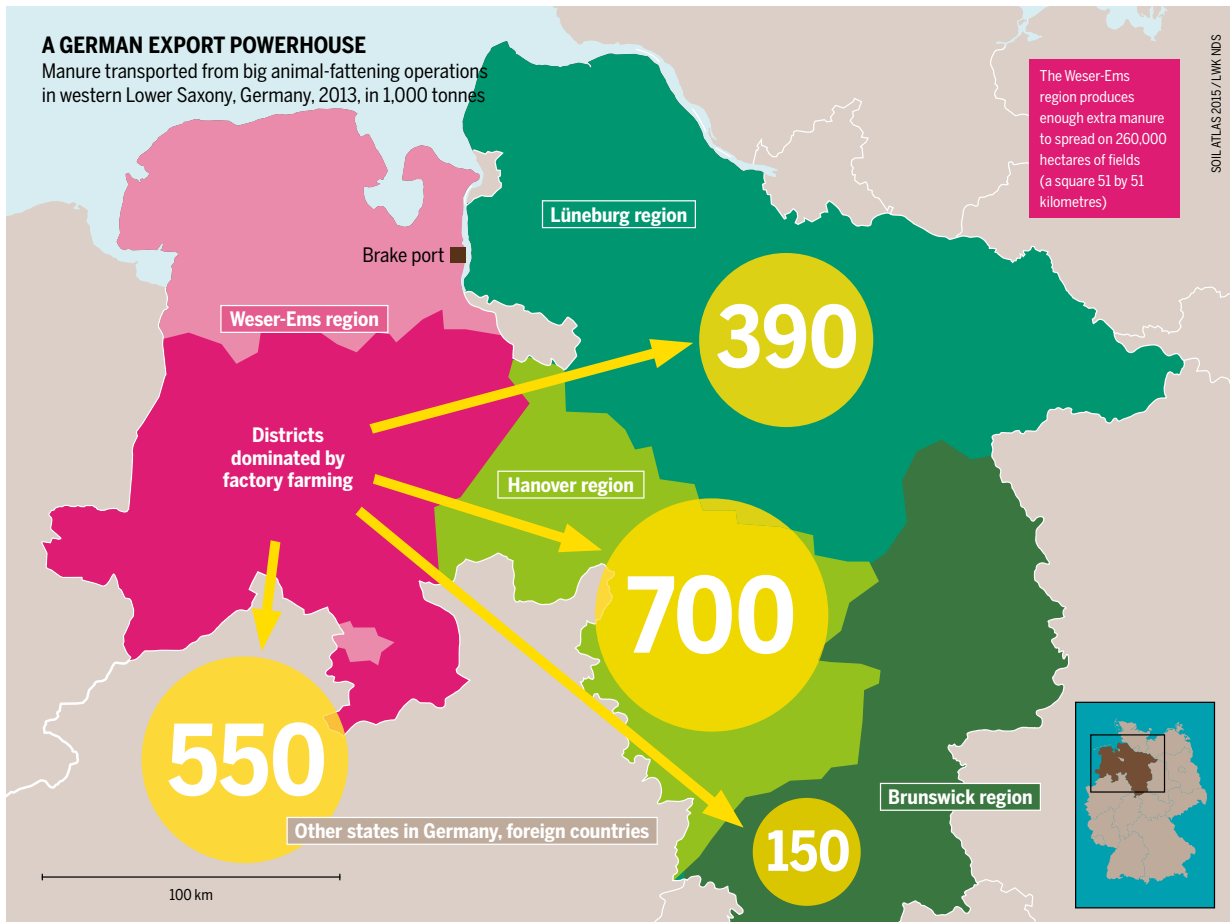 A GERMAN EXPORT POWERHOUSE
Manure transported from big animal-fattening operations
in western Lower Saxony, Germany, 2013, in 1,000 tonnes
SOIL ATLAS 2015 / LWK NDS
The Weser-Ems
region produces
enough extra manure
to spread on 260,000
hectares of fields
(a square 51 by 51
kilometres)
Lüneburg region
Brake port
Weser-Ems region
390
Districts
dominated by
factory farming
Hanover region
700
550
Brunswick region
Other states in Germany, foreign countries
150
100 km